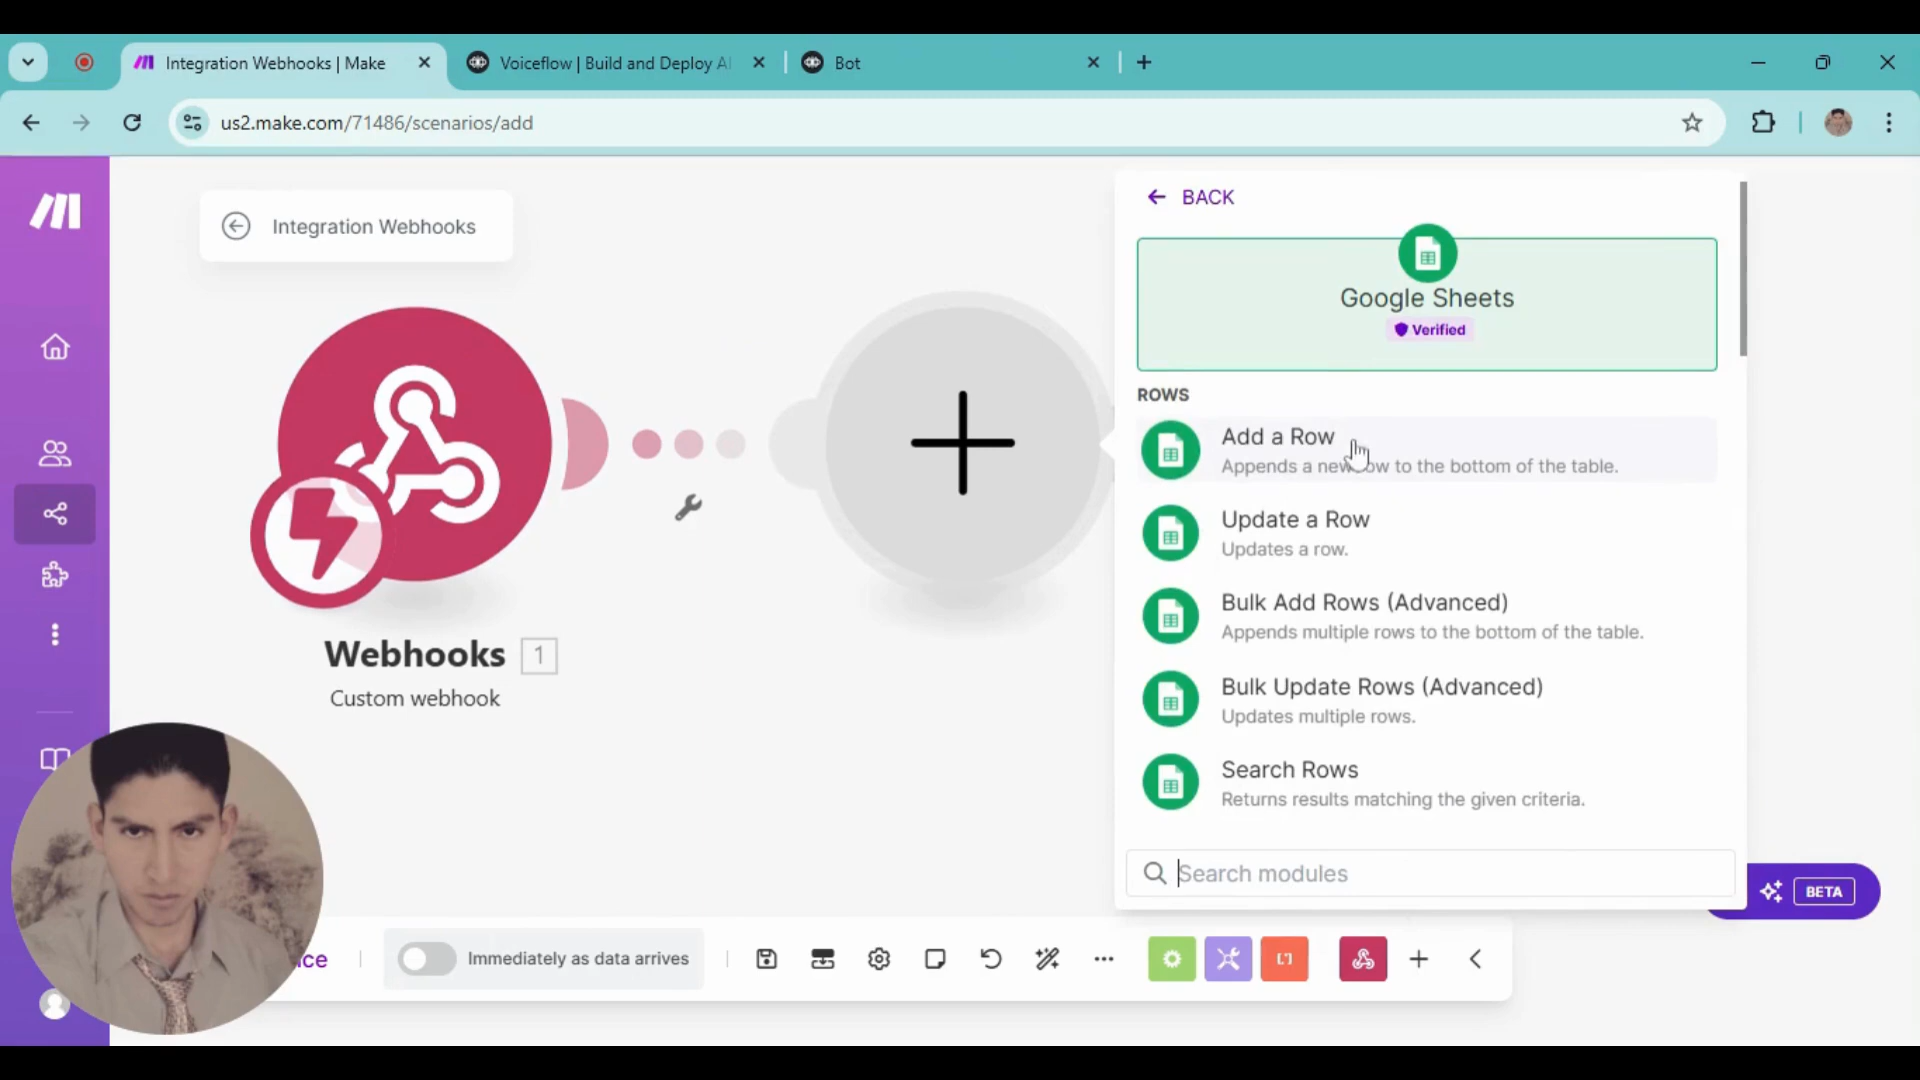 Integration Webhooks | Make
Voiceflow | Build and Deploy AI
Bot
us2.make.com/71486/scenarios/add
Integration Webhooks
BACK
Google Sheets
Verified
ROWS
Add a Row
Appends a new row to the bottom of the table.
Update a Row
Updates a row.
Bulk Add Rows (Advanced)
Appends multiple rows to the bottom of the table.
Bulk Update Rows (Advanced)
Updates multiple rows.
Search Rows
Returns results matching the given criteria.
Search modules
Webhooks 1
Custom webhook
BETA
Immediately as data arrives